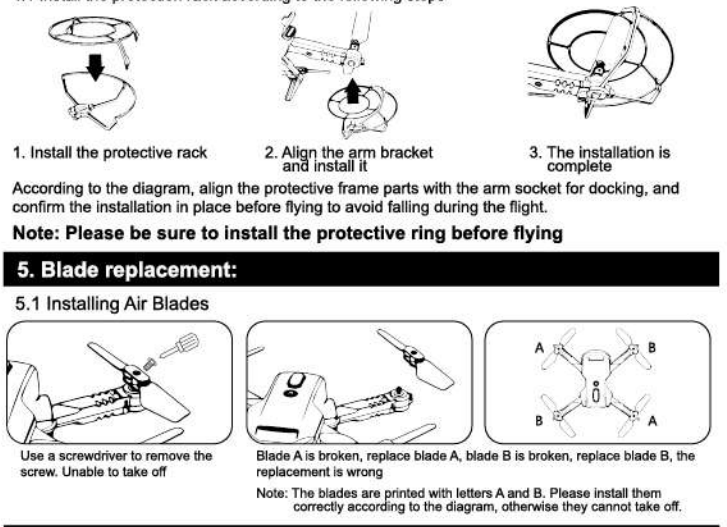 1. Install the protective rack
2. Align the arm bracket
and install it
3. The installation is
complete
According to the diagram, align the protective frame parts with the arm socket for docking, and
confirm the installation in place before flying to avoid falling during the flight.
Note: Please be sure to install the protective ring before flying
5. Blade replacement:
5.1 Installing Air Blades
A
B
B
A
Use a screwdriver to remove the
screw. Unable to take off
Blade A is broken, replace blade A, blade B is broken, replace blade B, the
replacement is wrong
Note: The blades are printed with letters A and B. Please install them
correctly according to the diagram, otherwise they cannot take off.